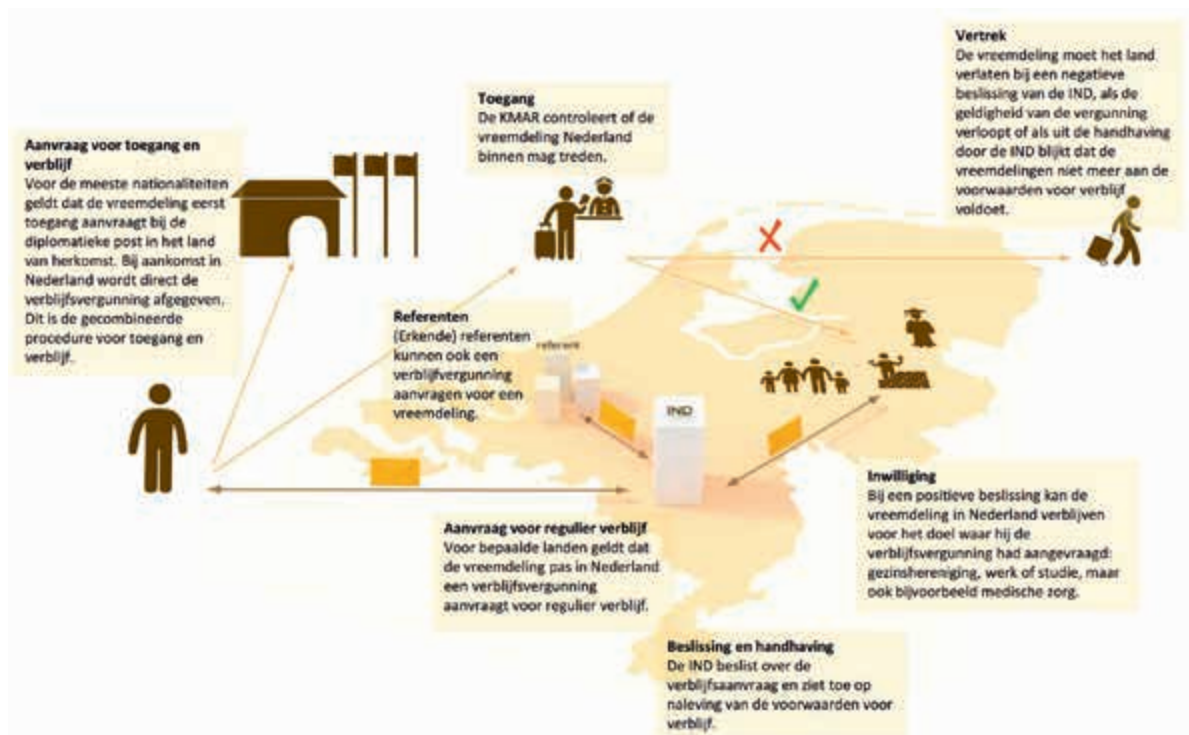 Aanvraag voor toegang en
verblijf
Voor de meeste nationaliteiten
geldt dat de vreemdeling eerst
toegang aanvraagt bij de
diplomatieke post in het land
van herkomst. Bij aankomst in
Nederland wordt direct de
verblijfsvergunning afgegeven.
Dit is de gecombineerde
procedure voor toegang en
verblijf.
Toegang
De KMAR controleert of de
vreemdeling Nederland
binnen mag treden.
Vertrek
De vreemdeling moet het land
verlaten bij een negatieve
beslissing van de IND, als de
geldigheid van de vergunning
verloopt of als uit de handhaving
door de IND blijkt dat de
vreemdelingen niet meer aan de
voorwaarden voor verblijf
voldoet.
Referenten
(Erkende) referenten
kunnen ook een
verblijfvergunning
aanvragen voor een
vreemdeling.
referent
IND
Aanvraag voor regulier verblijf
Voor bepaalde landen geldt dat
de vreemdeling pas in Nederland
een verblijfsvergunning
aanvraagt voor regulier verblijf.
Inwilliging
Bij een positieve beslissing kan de
vreemdeling in Nederland verblijven
voor het doel waar hij de
verblijfsvergunning had aangevraagd:
gezinshereniging, werk of studie, maar
ook bijvoorbeeld medische zorg.
Beslissing en handhaving
De IND beslist over de
verblijfsaanvraag en ziet toe op
naleving van de voorwaarden voor
verblijf.